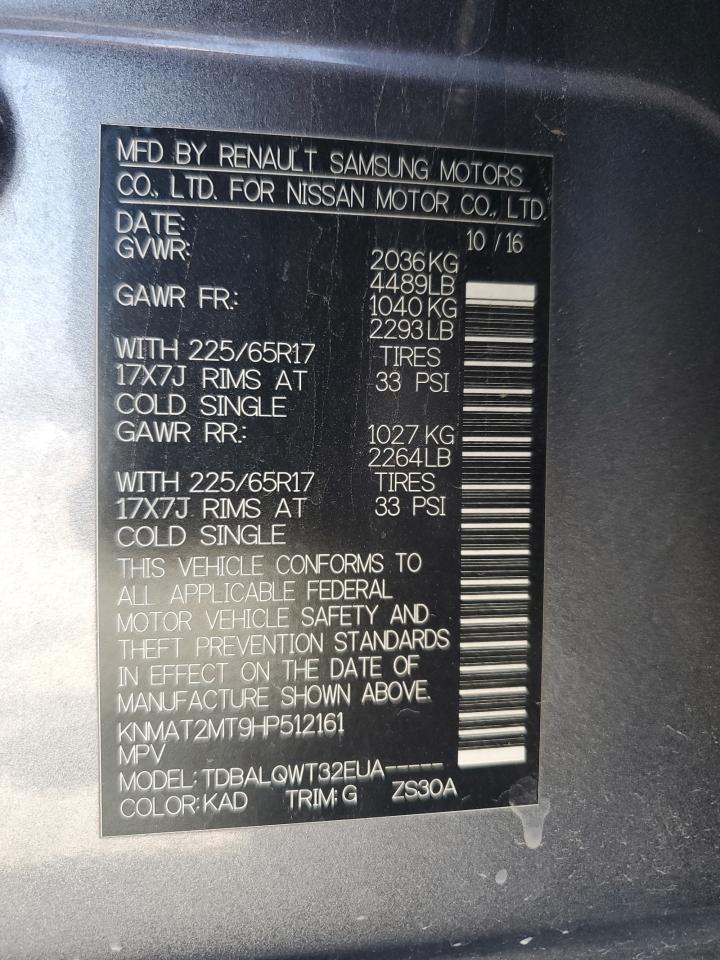 MFD BY RENAULT SAMSUNG MOTORS
CO., LTD. FOR NISSAN MOTOR CO., LTD.
DATE: 10 / 16
GVWR: 2036 KG
4489 LB
GAWR FR.: 1040 KG
2293 LB
WITH 225/65R17 TIRES
17X7J RIMS AT 33 PSI
COLD SINGLE
GAWR RR.: 1027 KG
2264 LB
WITH 225/65R17 TIRES
17X7J RIMS AT 33 PSI
COLD SINGLE
THIS VEHICLE CONFORMS TO
ALL APPLICABLE FEDERAL
MOTOR VEHICLE SAFETY AND
THEFT PREVENTION STANDARDS
IN EFFECT ON THE DATE OF
MANUFACTURE SHOWN ABOVE.
KNMAT2MT9HP512161
MPV
MODEL: TDBALQWT32EUA-----
COLOR: KAD TRIM: G ZS30A